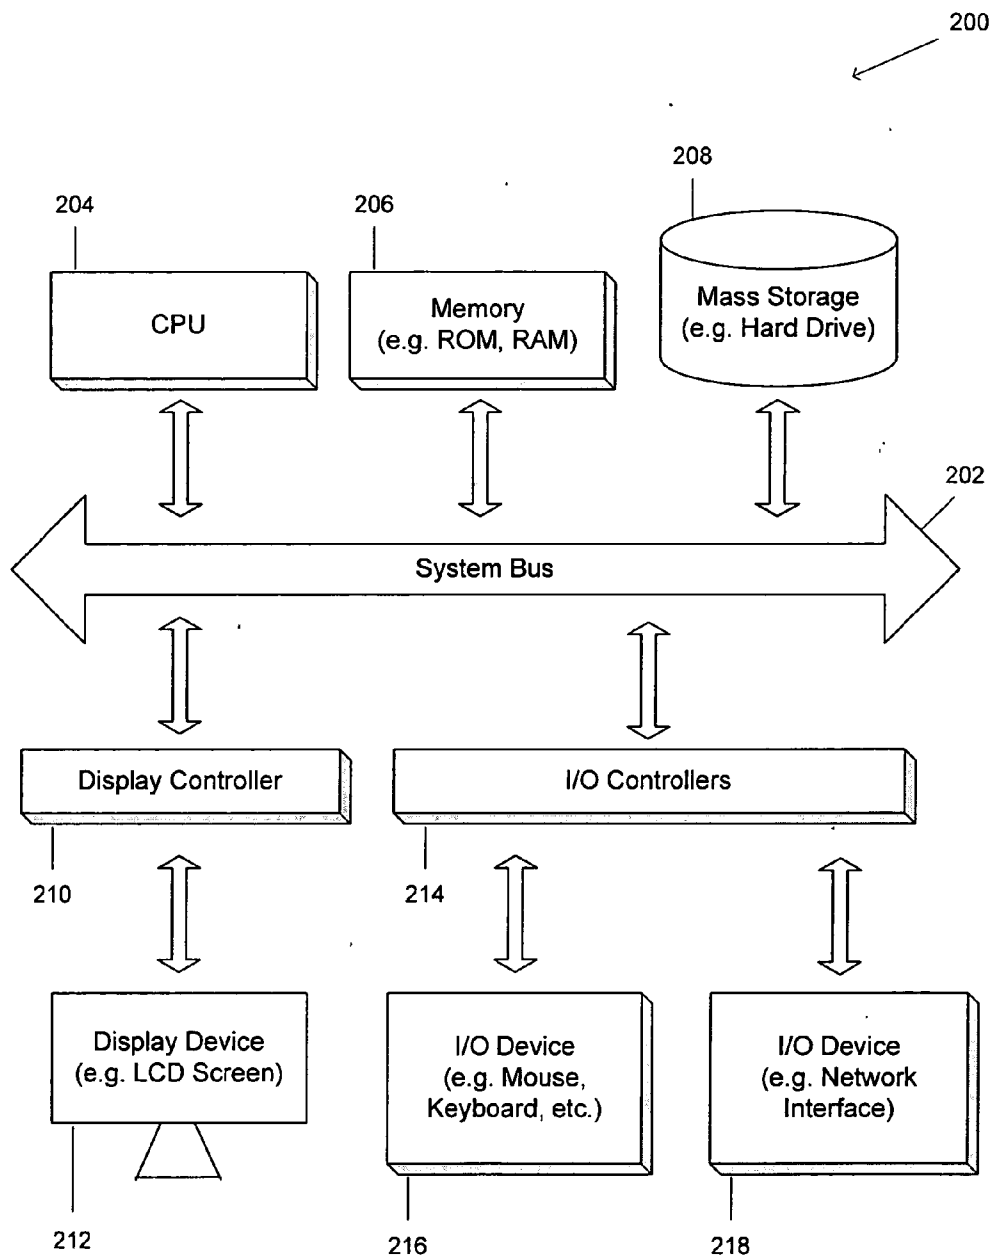 200
208
204
206
CPU
Memory
(e.g. ROM, RAM)
Mass Storage
(e.g. Hard Drive)
202
System Bus
Display Controller
I/O Controllers
210
214
Display Device
(e.g. LCD Screen)
I/O Device
(e.g. Mouse,
Keyboard, etc.)
I/O Device
(e.g. Network
Interface)
212
216
218